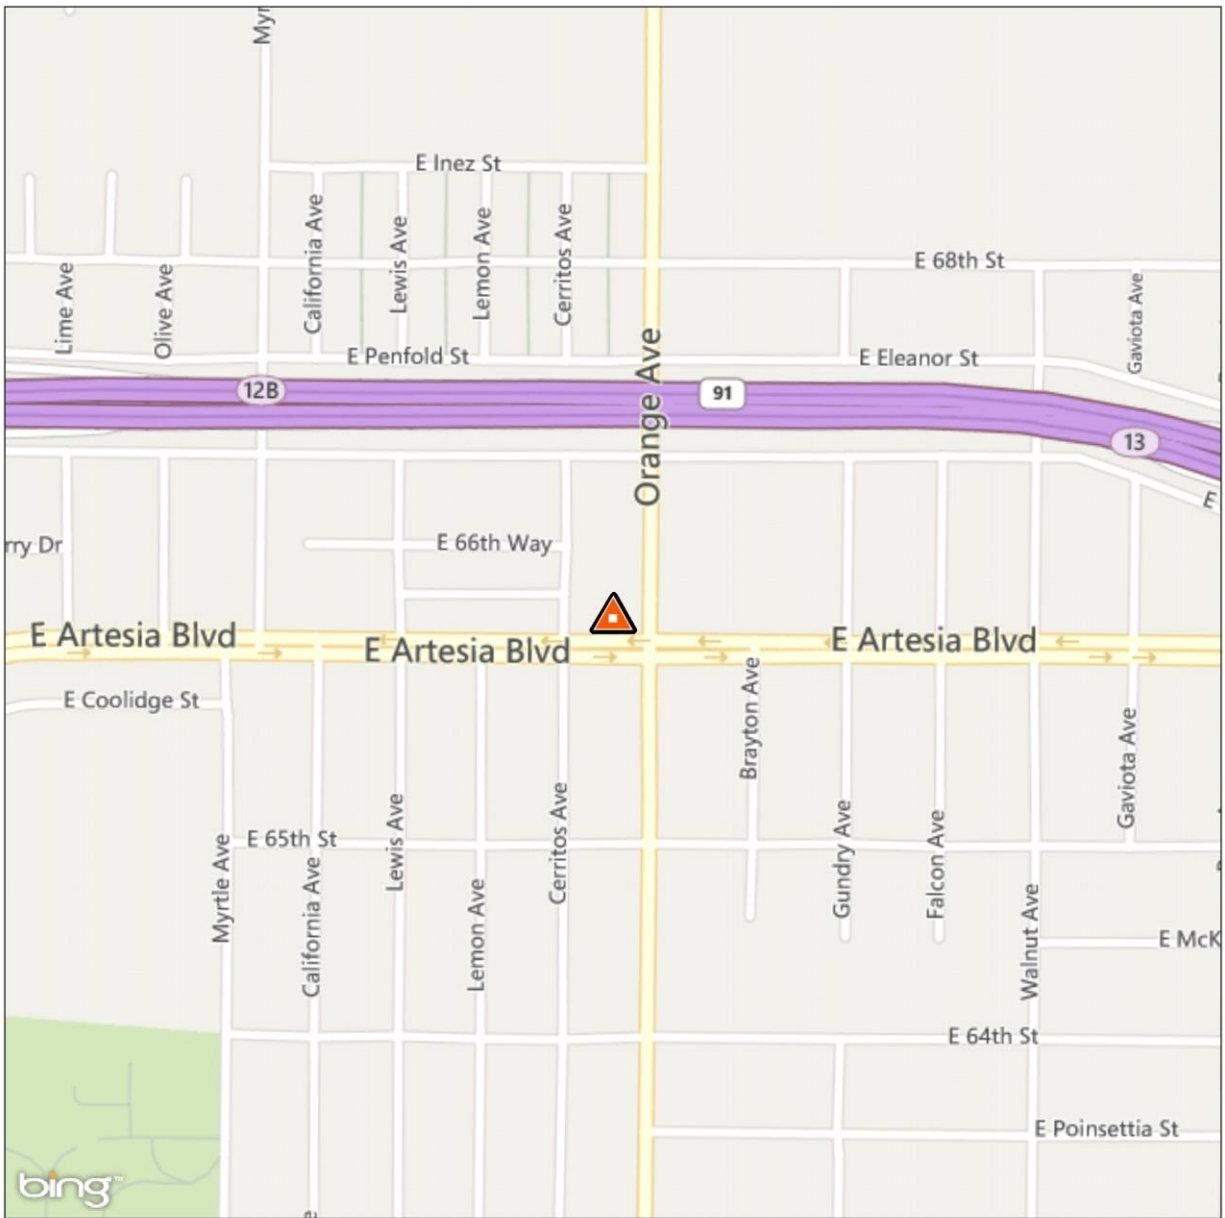 Myr
E Inez St
California Ave
Lewis Ave
Lemon Ave
Cerritos Ave
E 68th St
Lime Ave
Olive Ave
Gaviota Ave
E Penfold St
E Eleanor St
12B
91
Orange Ave
13
E
rry Dr
E 66th Way
E Artesia Blvd
E Artesia Blvd
E Artesia Blvd
E Coolidge St
Brayton Ave
Gaviota Ave
E 65th St
Myrtle Ave
California Ave
Lewis Ave
Lemon Ave
Cerritos Ave
Gundry Ave
Falcon Ave
Walnut Ave
E McK
E 64th St
E Poinsettia St
bing™
e